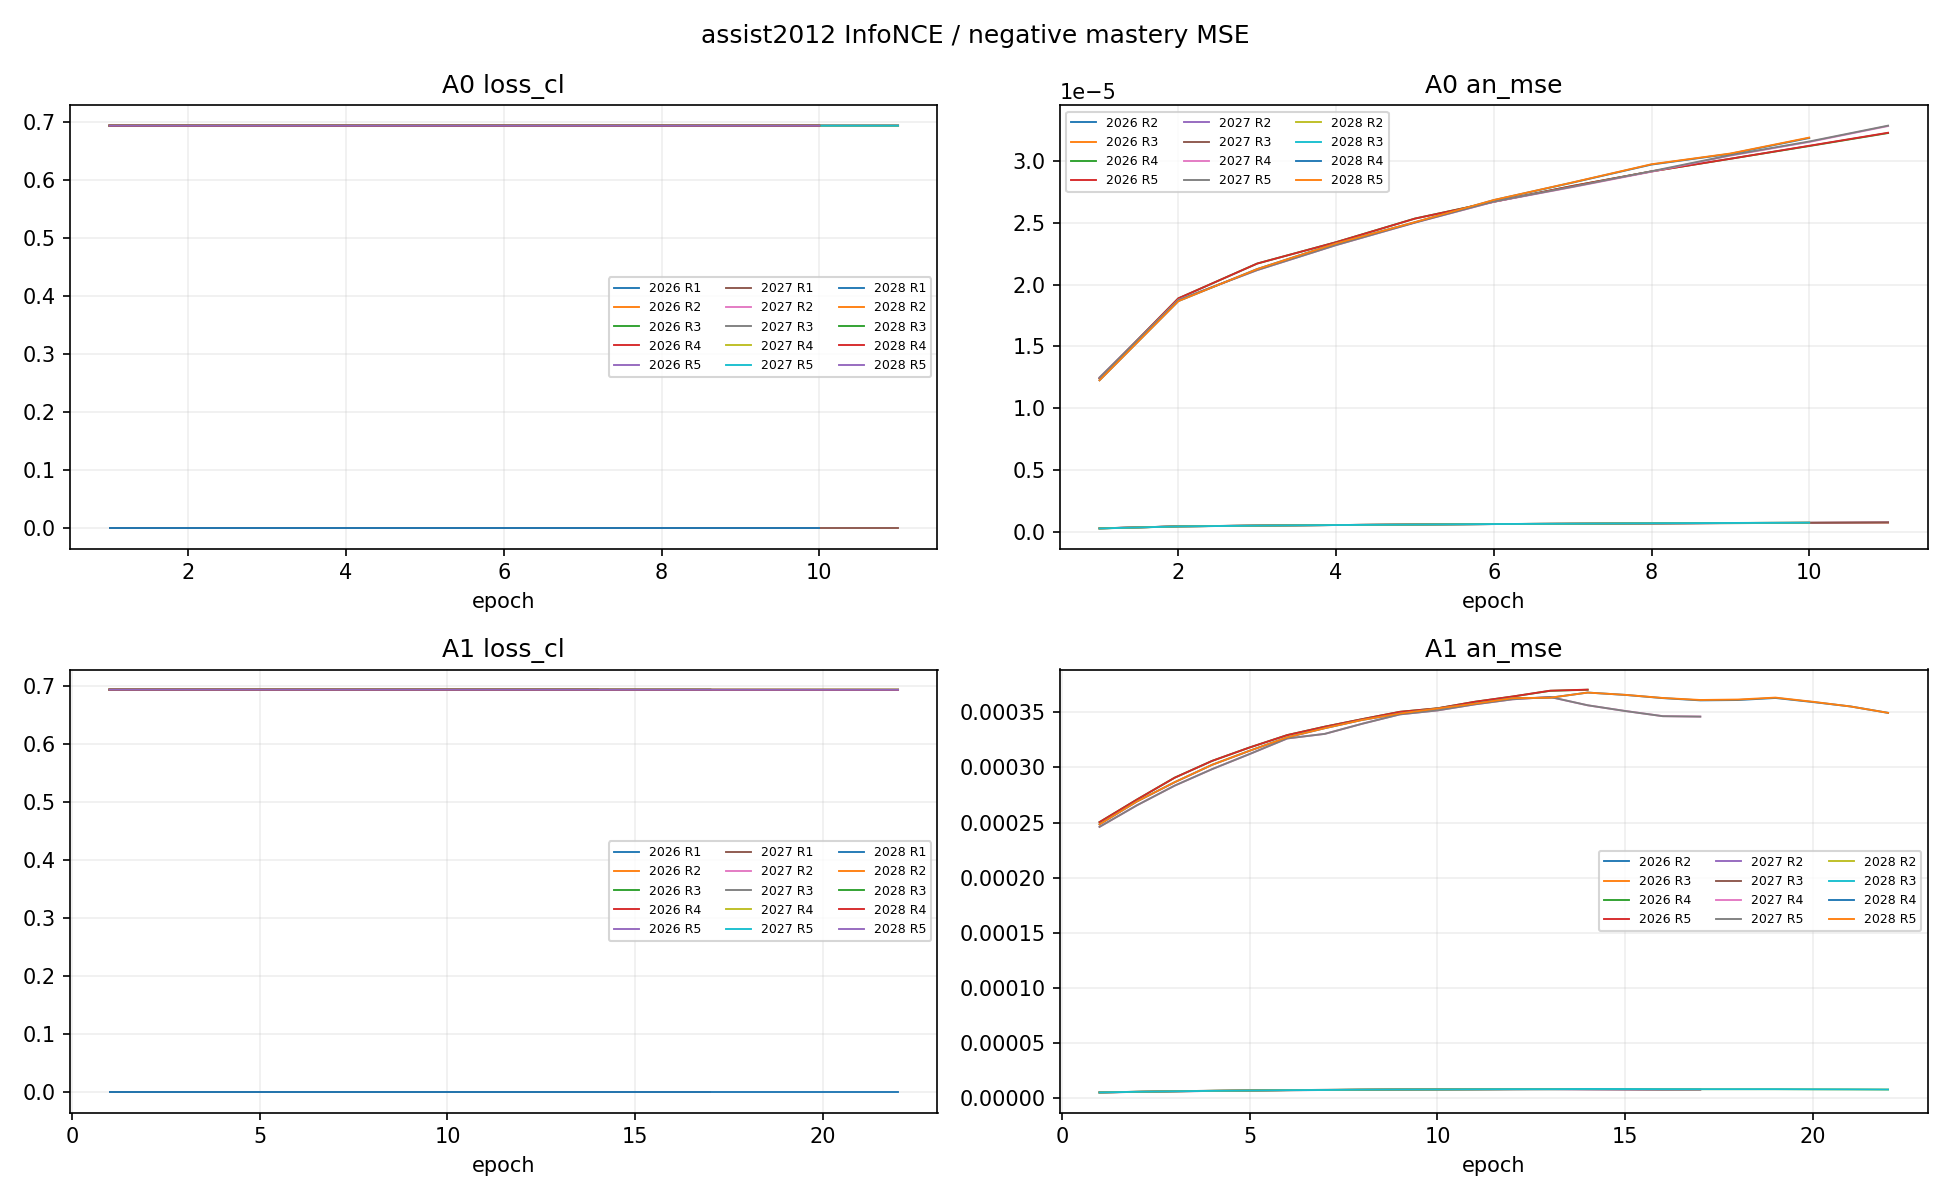 assist2012 InfoNCE / negative mastery MSE
A0 loss_cl
0.7
0.6
0.5
0.4
0.3
0.2
0.1
0.0
2026 R1 2027 R1 2028 R1
2026 R2 2027 R2 2028 R2
2026 R3 2027 R3 2028 R3
2026 R4 2027 R4 2028 R4
2026 R5 2027 R5 2028 R5
2 4 6 8 10
epoch
A0 an_mse
1e−5
3.0
2.5
2.0
1.5
1.0
0.5
0.0
2026 R2 2027 R2 2028 R2
2026 R3 2027 R3 2028 R3
2026 R4 2027 R4 2028 R4
2026 R5 2027 R5 2028 R5
2 4 6 8 10
epoch
A1 loss_cl
0.7
0.6
0.5
0.4
0.3
0.2
0.1
0.0
2026 R1 2027 R1 2028 R1
2026 R2 2027 R2 2028 R2
2026 R3 2027 R3 2028 R3
2026 R4 2027 R4 2028 R4
2026 R5 2027 R5 2028 R5
0 5 10 15 20
epoch
A1 an_mse
0.00035
0.00030
0.00025
0.00020
0.00015
0.00010
0.00005
0.00000
2026 R2 2027 R2 2028 R2
2026 R3 2027 R3 2028 R3
2026 R4 2027 R4 2028 R4
2026 R5 2027 R5 2028 R5
0 5 10 15 20
epoch